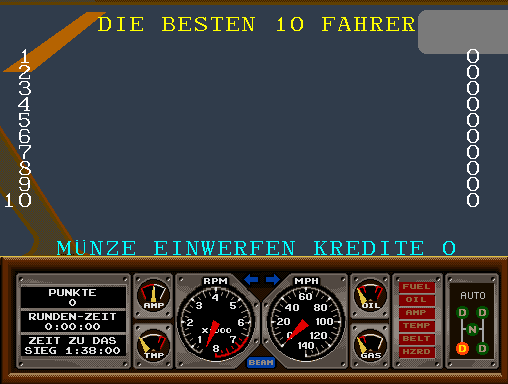 DIE BESTEN 10 FAHRER
1 0
2 0
3 0
4 0
5 0
6 0
7 0
8 0
9 0
10 0
MÜNZE EINWERFEN KREDITE 0
PUNKTE
0
RUNDEN-ZEIT
0:00:00
ZEIT ZU DAS
SIEG 1:38:00
AMP
TMP
RPM
1 2 3 4 5 6 7 8
X1000
BEAM
MPH
0 20 40 60 80 100 120 140
OIL
GAS
FUEL
OIL
AMP
TEMP
BELT
HZRD
AUTO
D D
N
D D